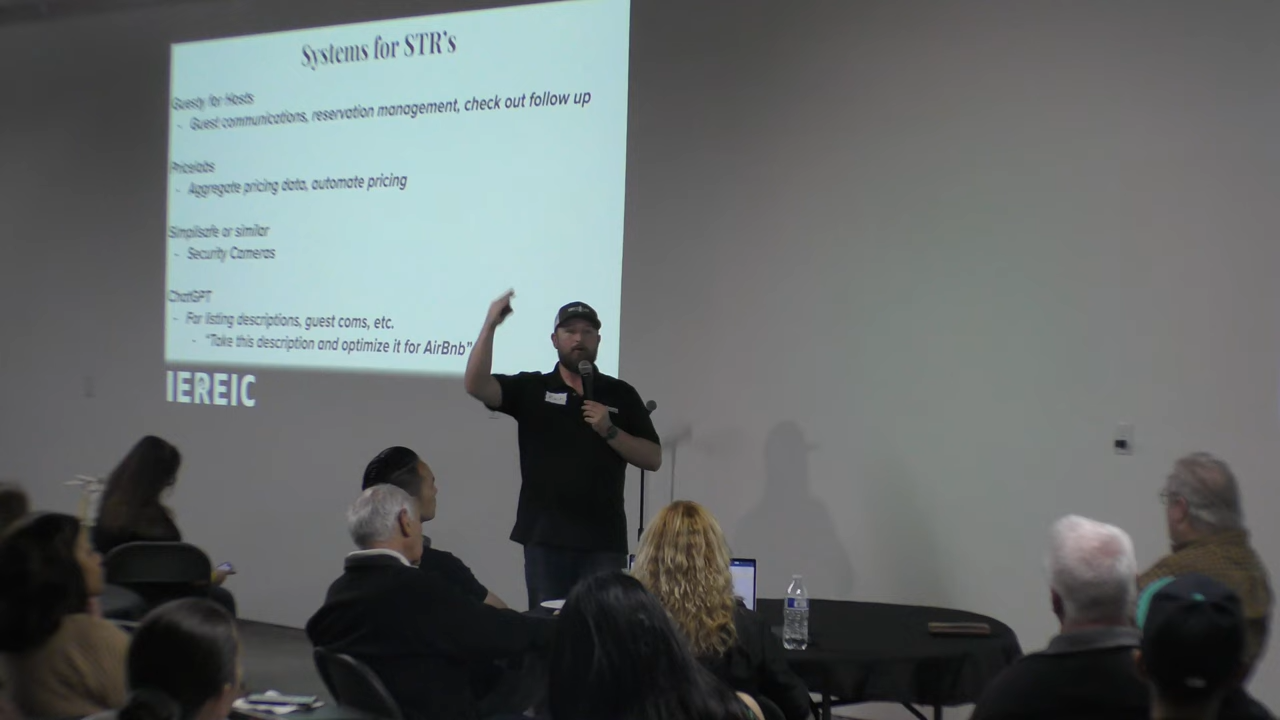 Systems for STR's
Guesty for Hosts
- Guest communications, reservation management, check out follow up
Pricelabs
- Aggregate pricing data, automate pricing
Simplisafe or similar
- Security Cameras
ChatGPT
- For listing descriptions, guest coms, etc.
- "Take this description and optimize it for AirBnb"
IEREIC